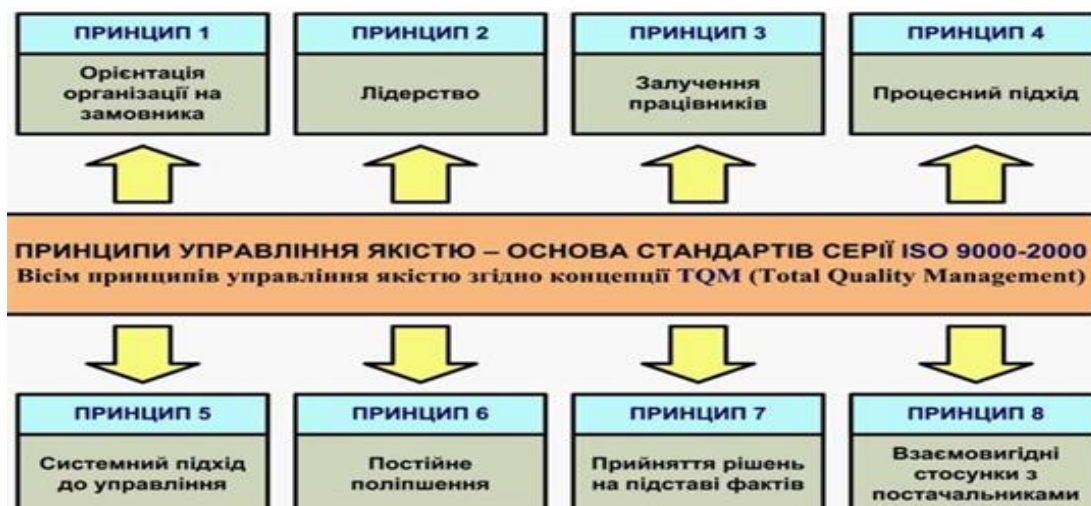 ПРИНЦИП 1
Орієнтація
організації на
замовника
ПРИНЦИП 2
Лідерство
ПРИНЦИП 3
Залучення
працівників
ПРИНЦИП 4
Процесний підхід
ПРИНЦИПИ УПРАВЛІННЯ ЯКІСТЮ – ОСНОВА СТАНДАРТІВ СЕРІЇ ISO 9000-2000
Вісім принципів управління якістю згідно концепції TQM (Total Quality Management)
ПРИНЦИП 5
Системний підхід
до управління
ПРИНЦИП 6
Постійне
поліпшення
ПРИНЦИП 7
Прийняття рішень
на підставі фактів
ПРИНЦИП 8
Взаємовигідні
стосунки з
постачальниками